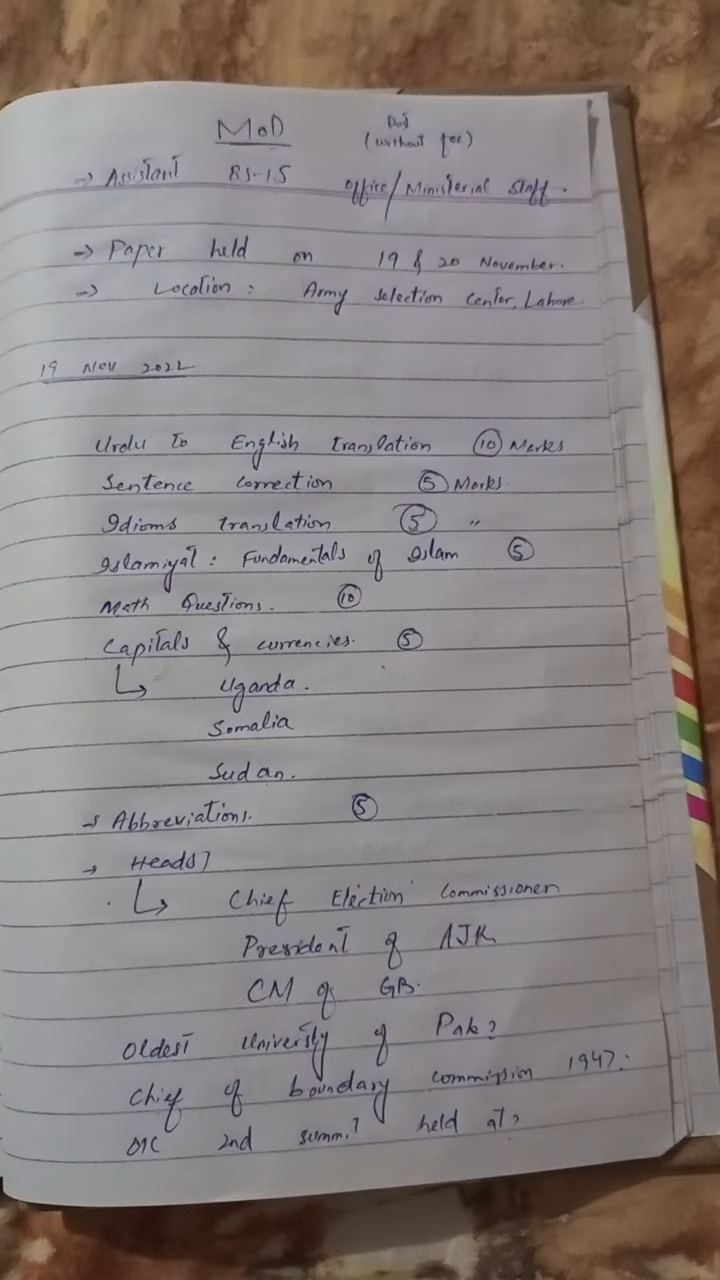 MOD
(without fee)
→ Assistant BS-15 office/Ministerial Staff.
→ Paper held on 19 & 20 November.
→ Location: Army Selection Center, Lahore
19 Nov 2022
Urdu to English translation 10 Marks
Sentence correction 5 Marks.
Idioms translation 5 "
Islamiyat: Fundamentals of Islam 5
Math Questions. 10
Capitals & currencies. 5
↳ Uganda.
Somalia
Sudan.
→ Abbreviations. 5
→ Heads?
↳ Chief Election Commissioner
President of AJK
CM of GB.
Oldest University of Pak?
Chief of boundary commission 1947.
OIC 2nd summit held at?